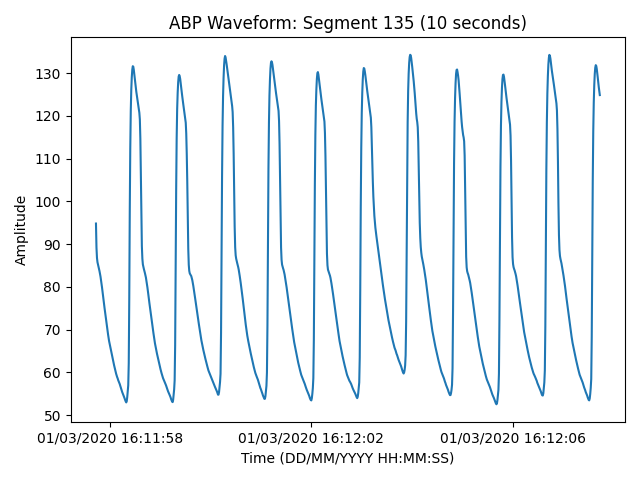 ABP Waveform: Segment 135 (10 seconds)
Amplitude
130
120
110
100
90
80
70
60
50
01/03/2020 16:11:58 01/03/2020 16:12:02 01/03/2020 16:12:06
Time (DD/MM/YYYY HH:MM:SS)